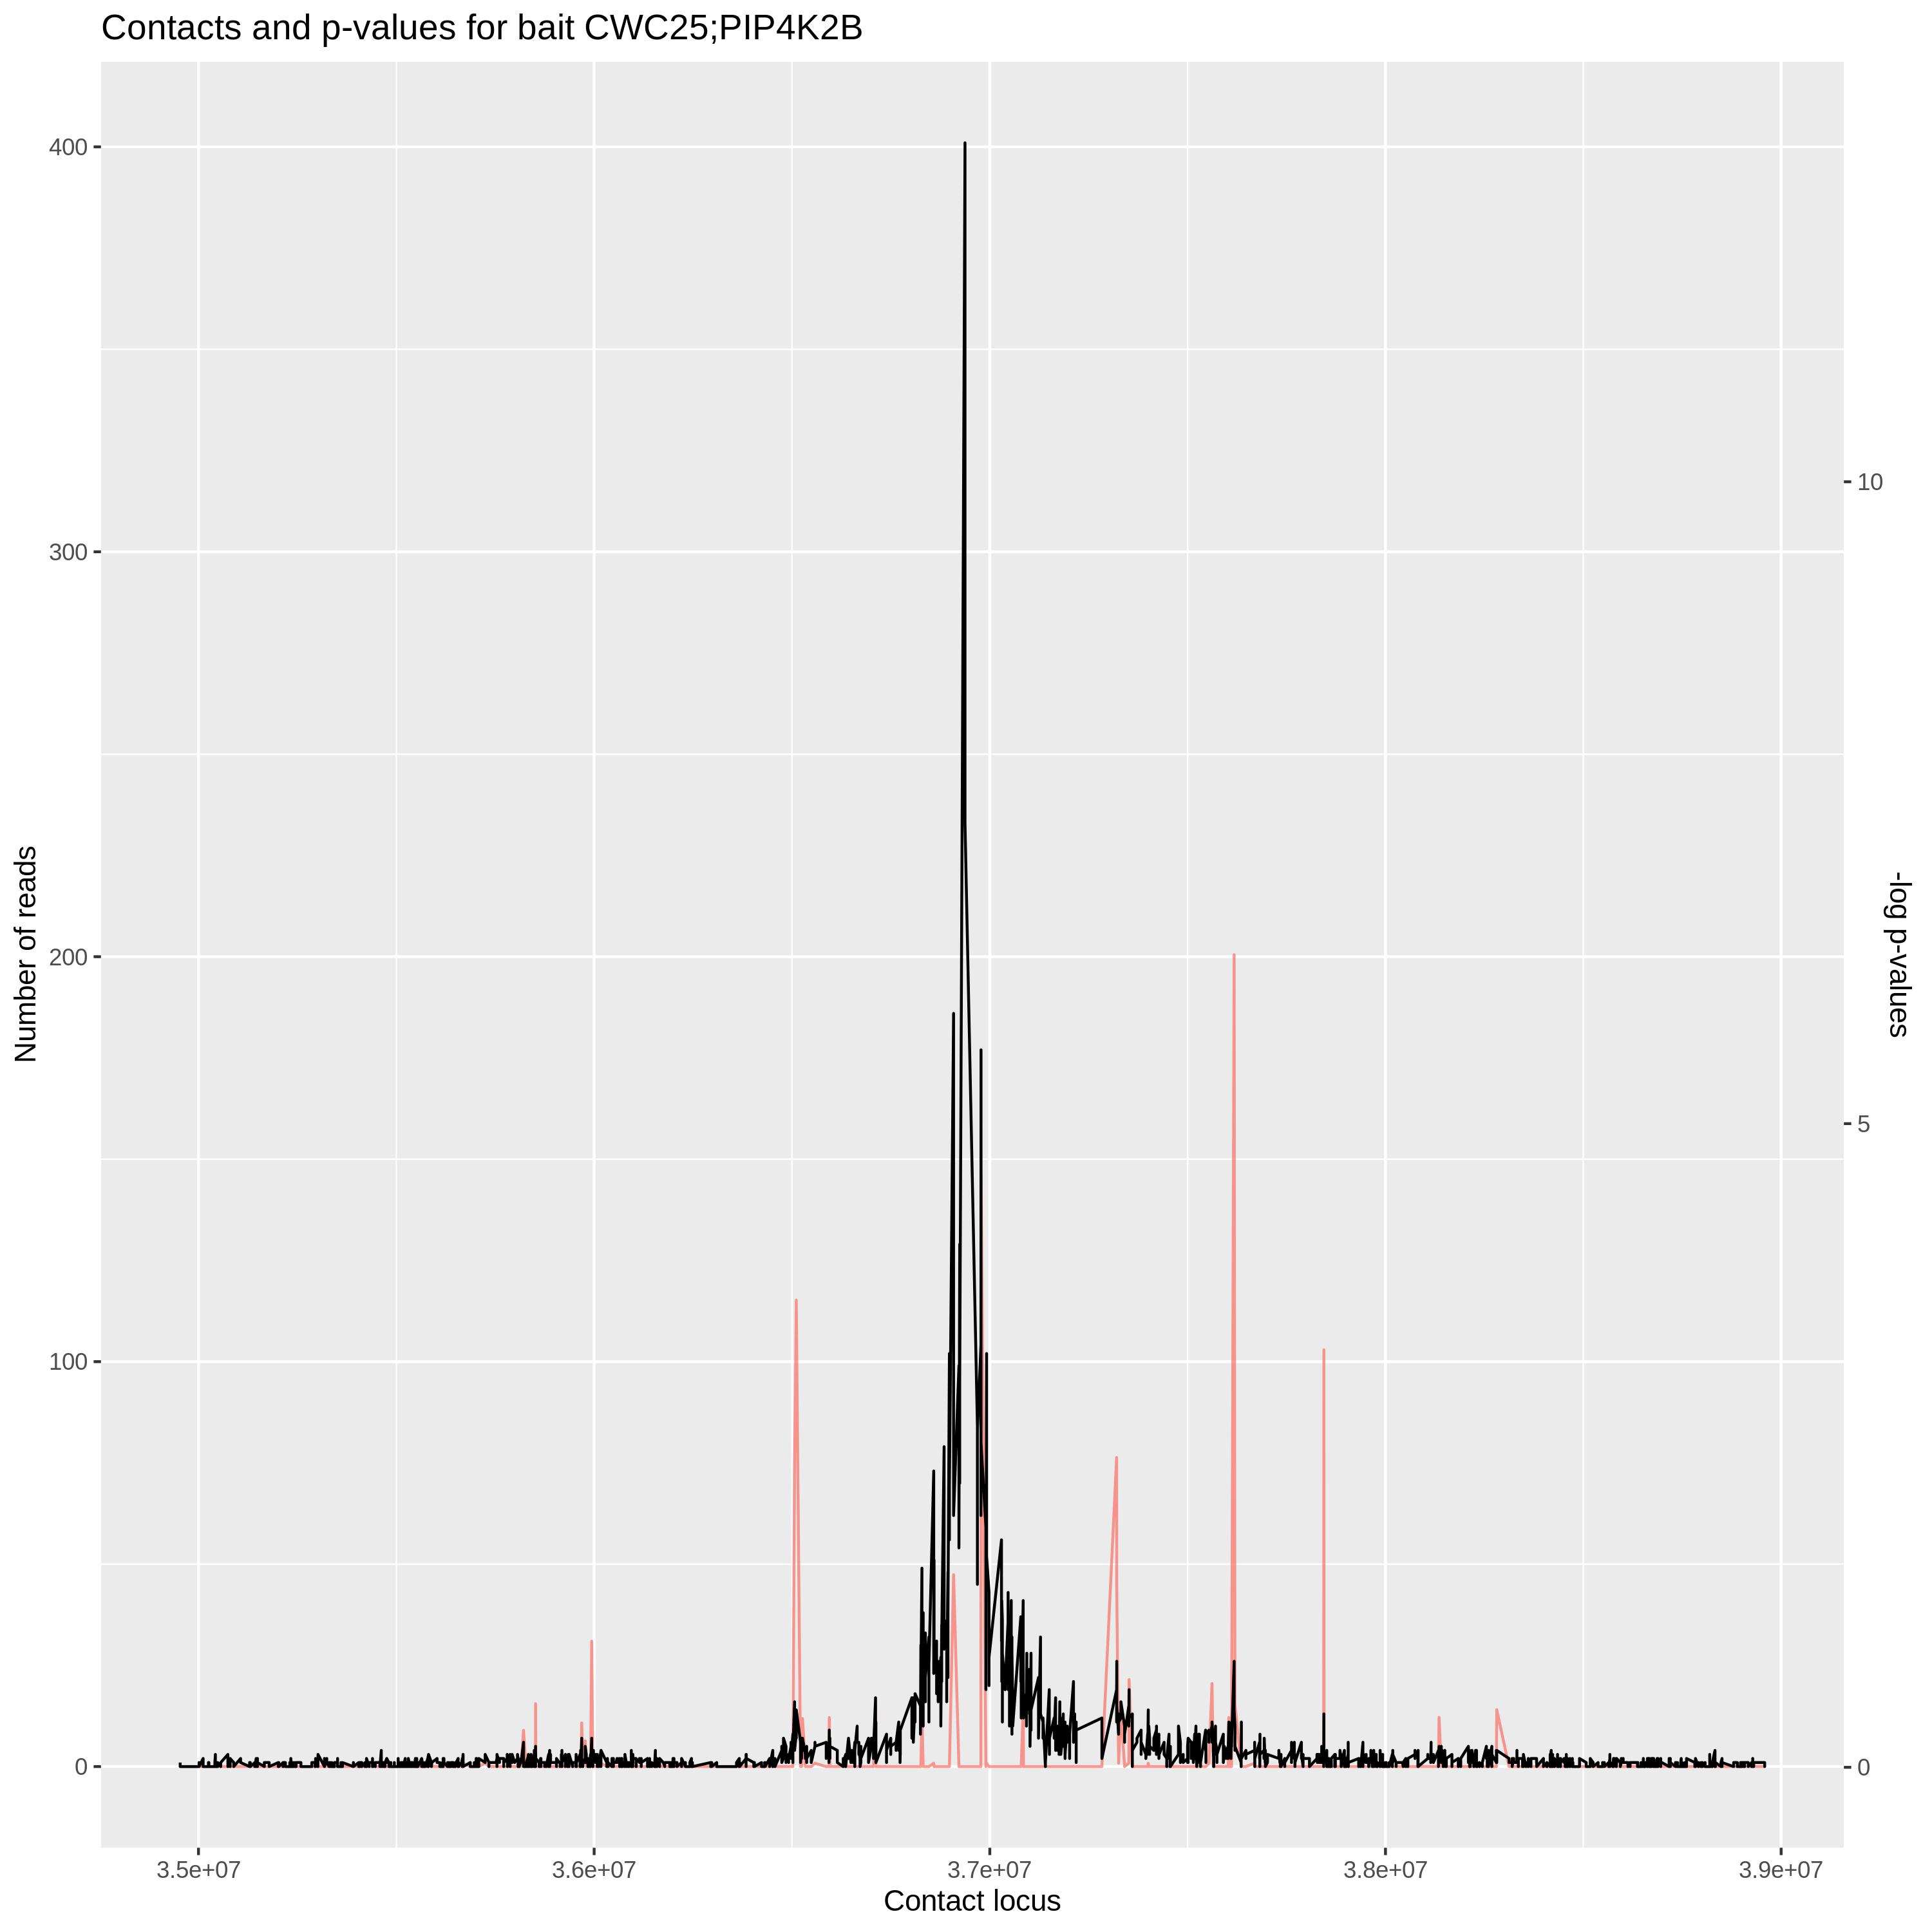 Contacts and p-values for bait CWC25;PIP4K2B
400
300
200
100
0
Number of reads
10
5
0
-log p-values
3.5e+07 3.6e+07 3.7e+07 3.8e+07 3.9e+07
Contact locus